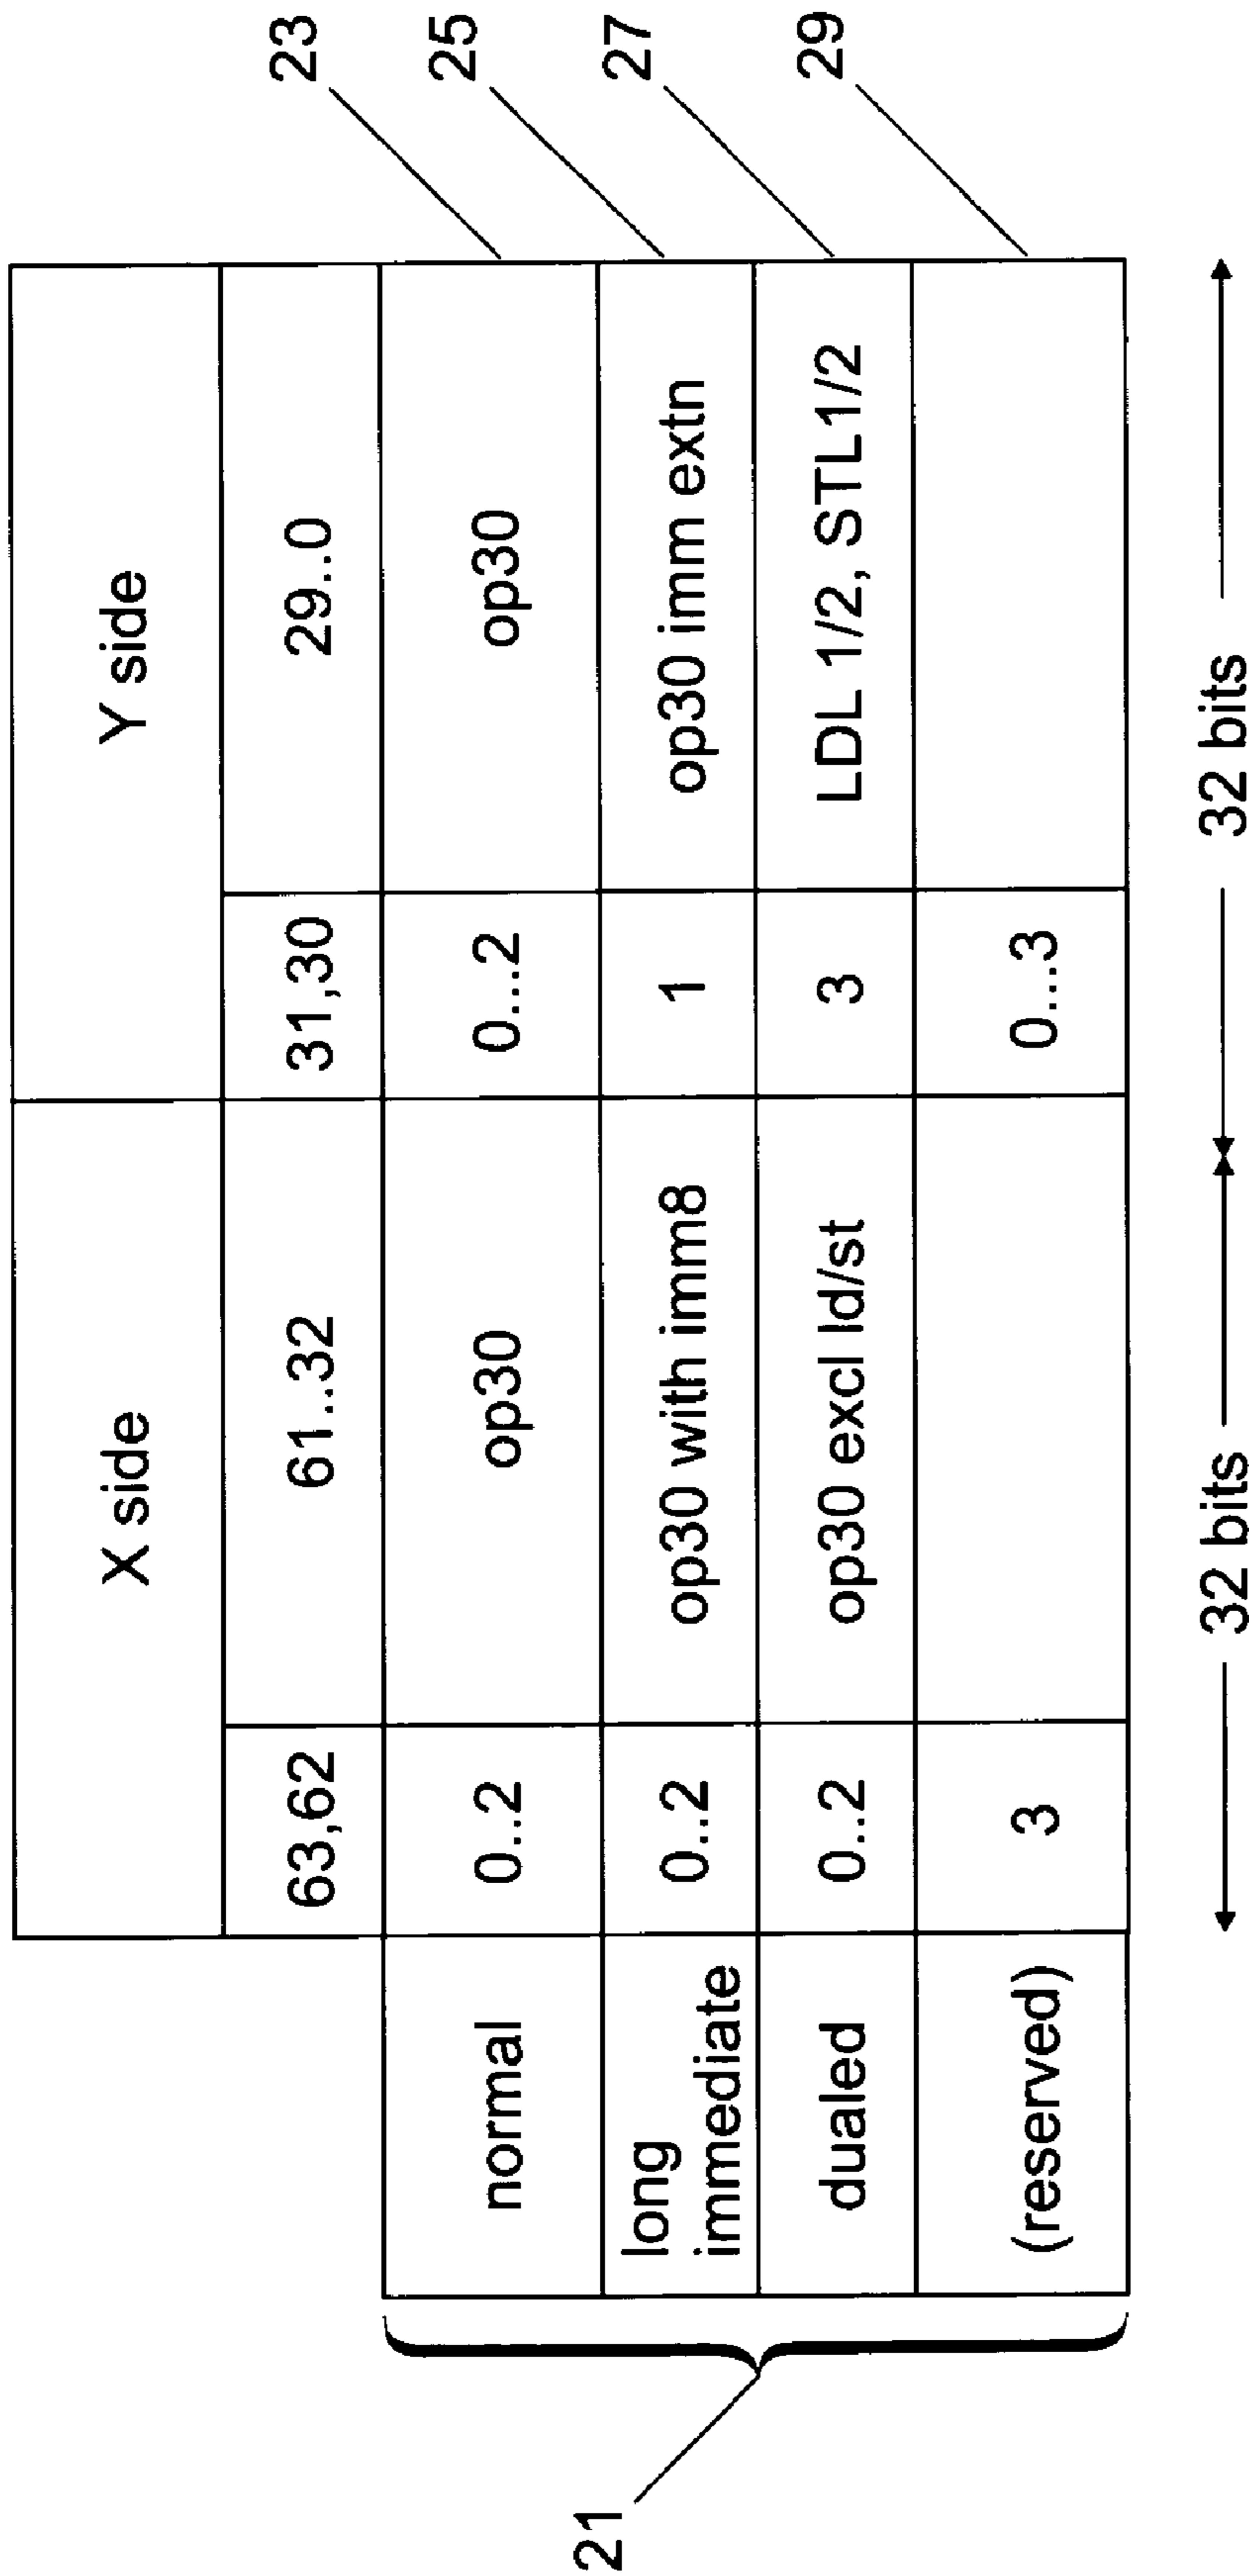 X side
Y side
63,62
61..32
31,30
29..0
normal
0..2
op30
0...2
op30
23
long
immediate
0..2
op30 with imm8
1
op30 imm extn
25
dualed
0..2
op30 excl ld/st
3
LDL 1/2, STL1/2
27
(reserved)
3
0...3
29
21
32 bits
32 bits